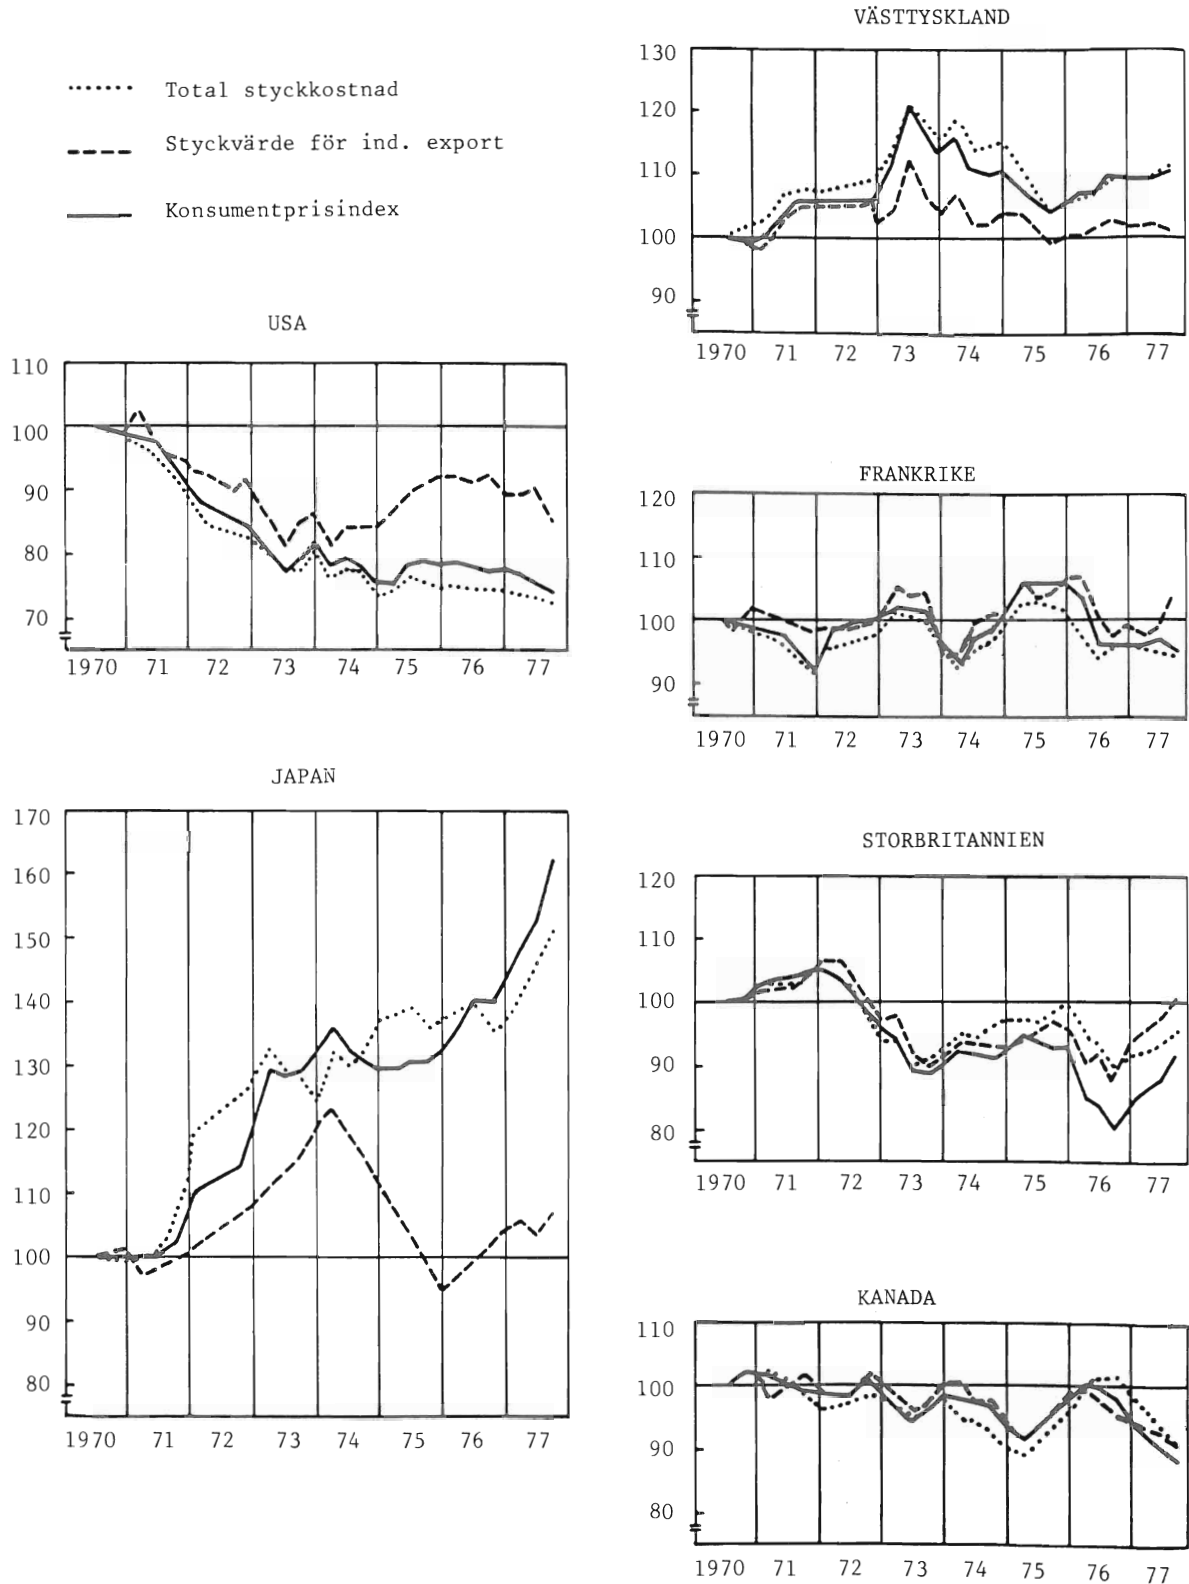 Total styckkostnad
Styckvärde för ind. export
Konsumentprisindex
USA
110
100
90
80
70
1970 71 72 73 74 75 76 77
JAPAN
170
160
150
140
130
120
110
100
90
80
1970 71 72 73 74 75 76 77
VÄSTTYSKLAND
130
120
110
100
90
1970 71 72 73 74 75 76 77
FRANKRIKE
120
110
100
90
1970 71 72 73 74 75 76 77
STORBRITANNIEN
120
110
100
90
80
1970 71 72 73 74 75 76 77
KANADA
110
100
90
80
1970 71 72 73 74 75 76 77